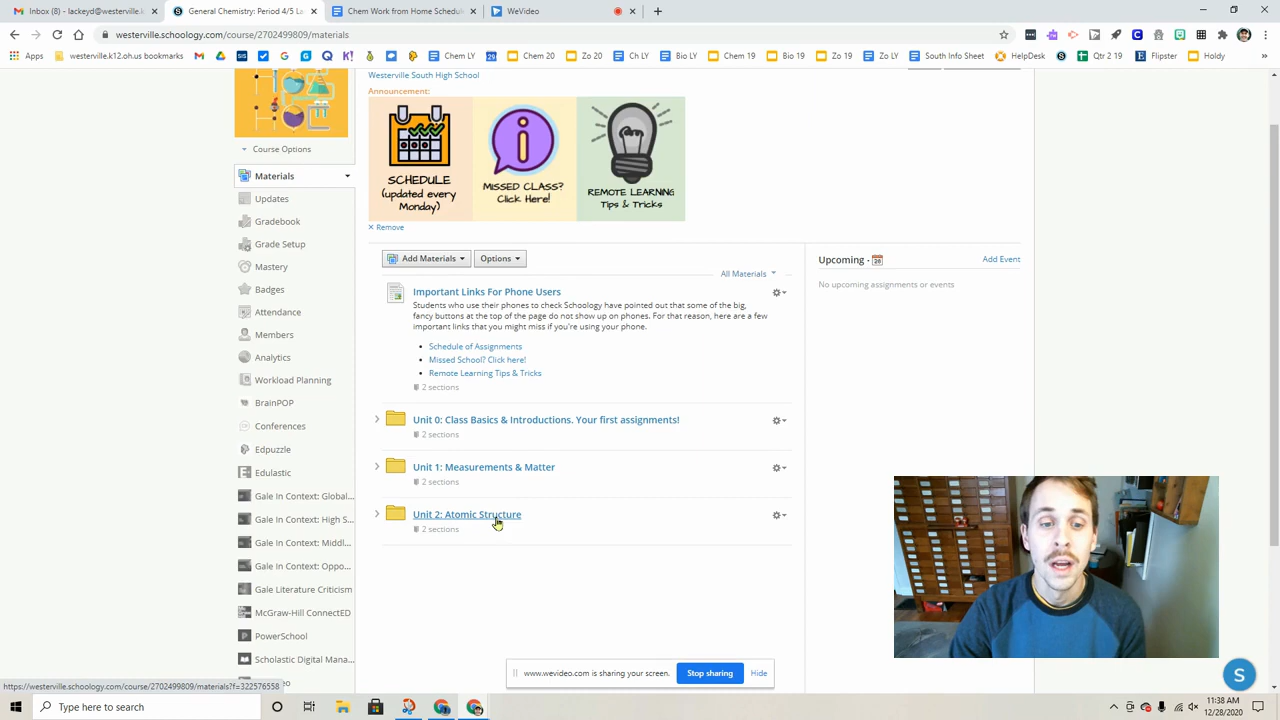 Inbox (8) - lackeyd@westerville.k
General Chemistry: Period 4/5 L
Chem Work Hub - Google Docs
WeVideo
westerville.schoology.com/course/2702499809/materials
Apps
westerville.k12.oh.us bookmarks
Chem LY
Chem 20
Zo 20
Bio LY
Chem 19
Bio 19
Zo 19
Zo LY
South Info Sheet
HelpDesk
Qtr 2 19
Flipster
Holdy
Westerville South High School
Announcement:
SCHEDULE
(updated every
Monday)
MISSED CLASS?
Click Here!
REMOTE LEARNING
Tips & Tricks
Remove
Course Options
Materials
Updates
Gradebook
Grade Setup
Mastery
Badges
Attendance
Members
Analytics
Workload Planning
BrainPOP
Conferences
Edpuzzle
Edulastic
Gale In Context: Global...
Gale In Context: High S...
Gale In Context: Middl...
Gale In Context: Oppo...
Gale Literature Criticism
McGraw-Hill ConnectED
PowerSchool
Scholastic Digital Mana...
Add Materials
Options
All Materials
Important Links For Phone Users
Students who use their phones to check Schoology have pointed out that some of the big,
fancy buttons at the top of the page do not show up on phones. For that reason, here are a few
important links that you might miss if you're using your phone.
Schedule of Assignments
Missed School? Click here!
Remote Learning Tips & Tricks
2 sections
Unit 0: Class Basics & Introductions. Your first assignments!
2 sections
Unit 1: Measurements & Matter
2 sections
Unit 2: Atomic Structure
2 sections
Upcoming
Add Event
No upcoming assignments or events
www.wevideo.com is sharing your screen.
Stop sharing
Hide
S
https://westerville.schoology.com/course/2702499809/materials?f=322576558
Type here to search
11:38 AM
12/28/2020